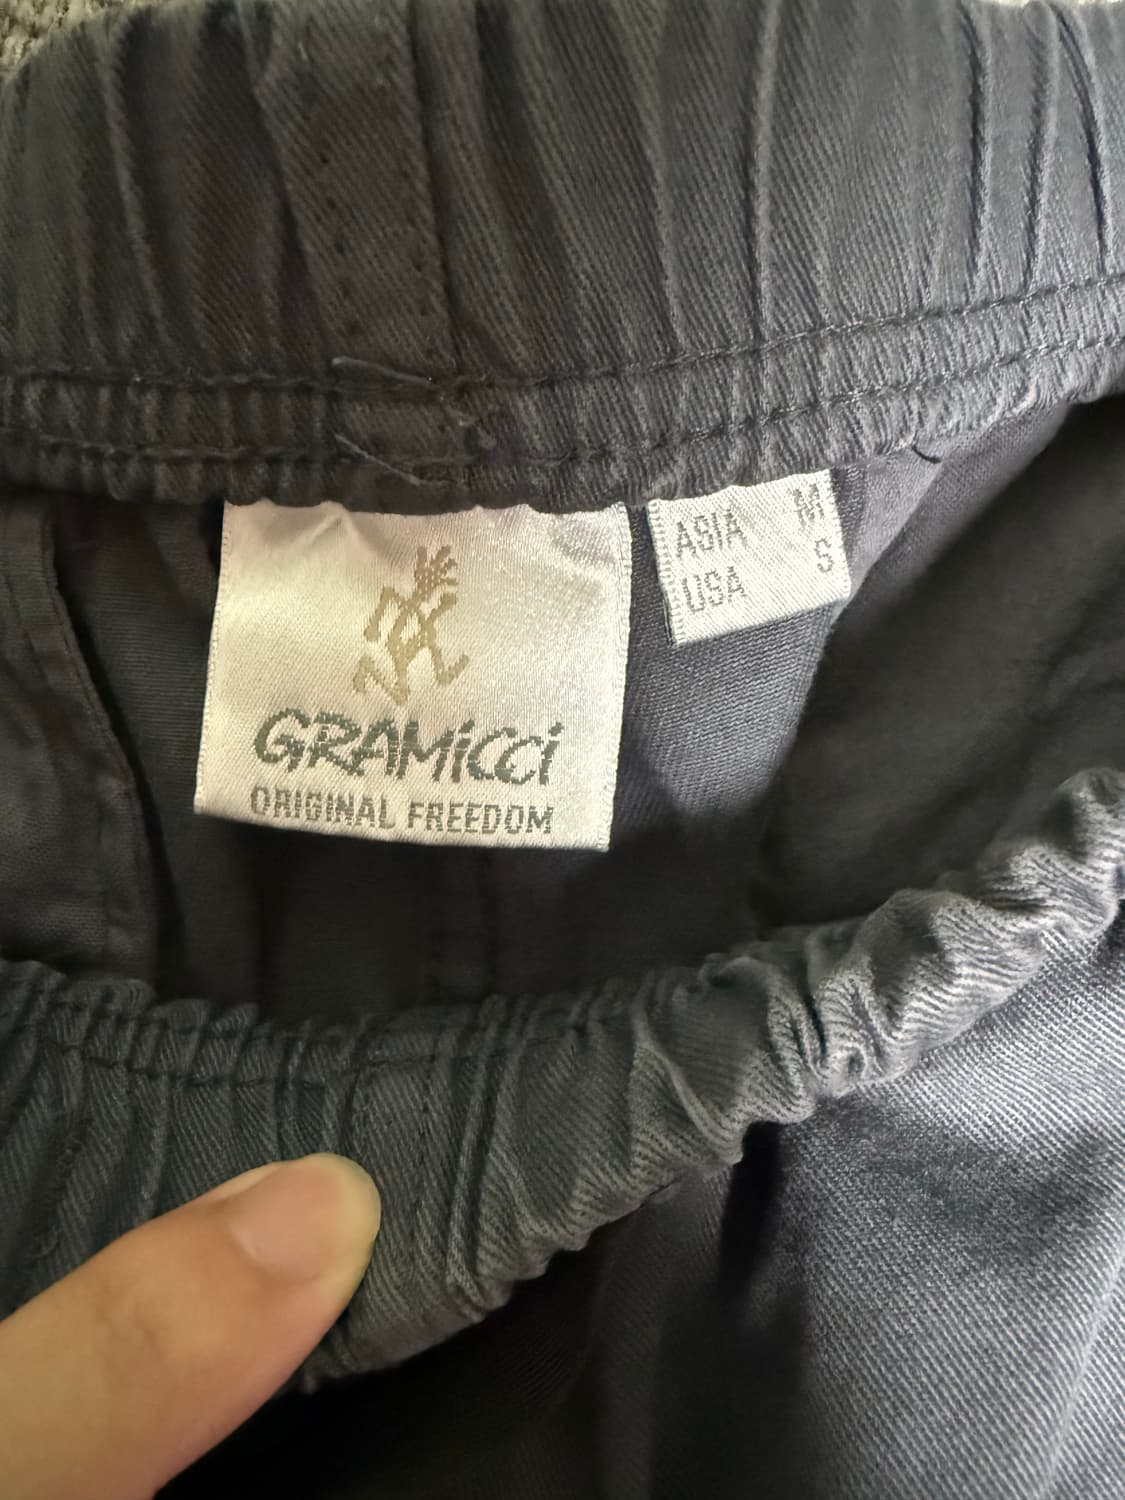 GRAMiCCi
ORIGINAL FREEDOM
ASIA M
USA S